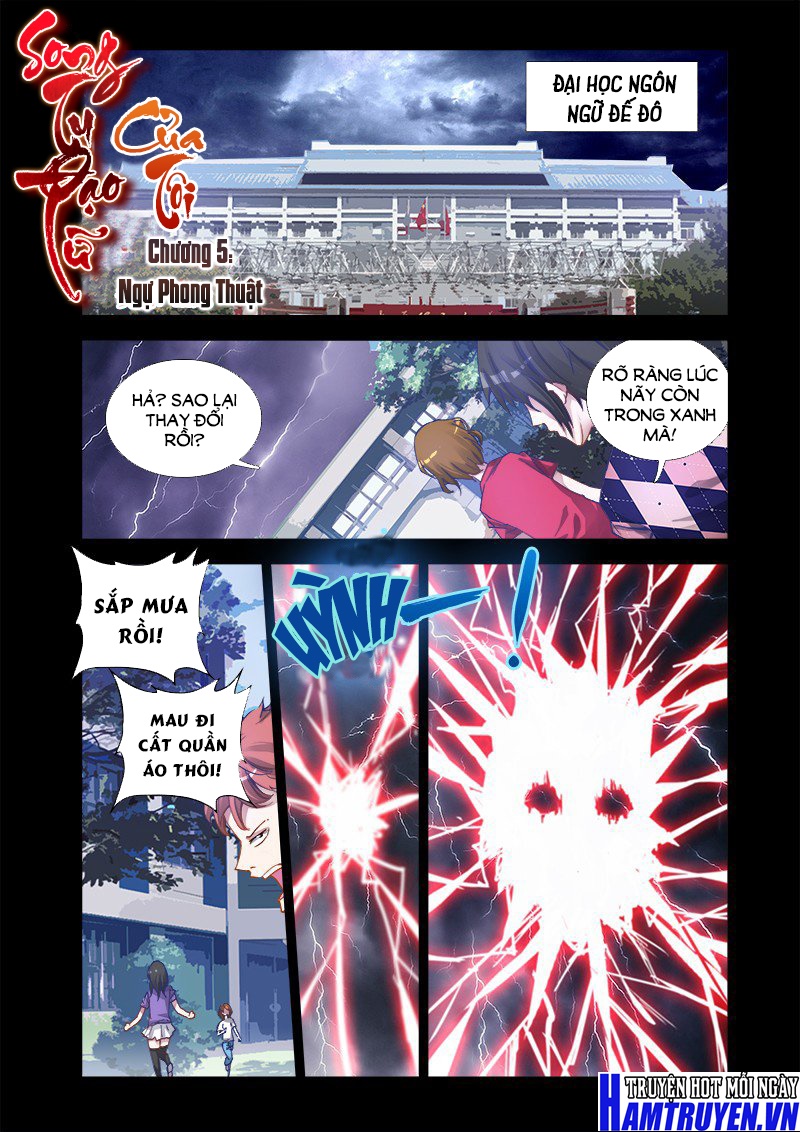 Song
Tu
Đạo
Lữ
Của
Tôi
Chương 5:
Ngự Phong Thuật
ĐẠI HỌC NGÔN
NGỮ ĐẾ ĐÔ
HẢ? SAO LẠI
THAY ĐỔI
RỒI?
RÕ RÀNG LÚC
NÃY CÒN
TRONG XANH
MÀ!
SẮP MƯA
RỒI!
MAU ĐI
CẤT QUẦN
ÁO THÔI!
UỲNH—!
TRUYỆN HOT MỖI NGÀY
HAMTRUYEN.VN